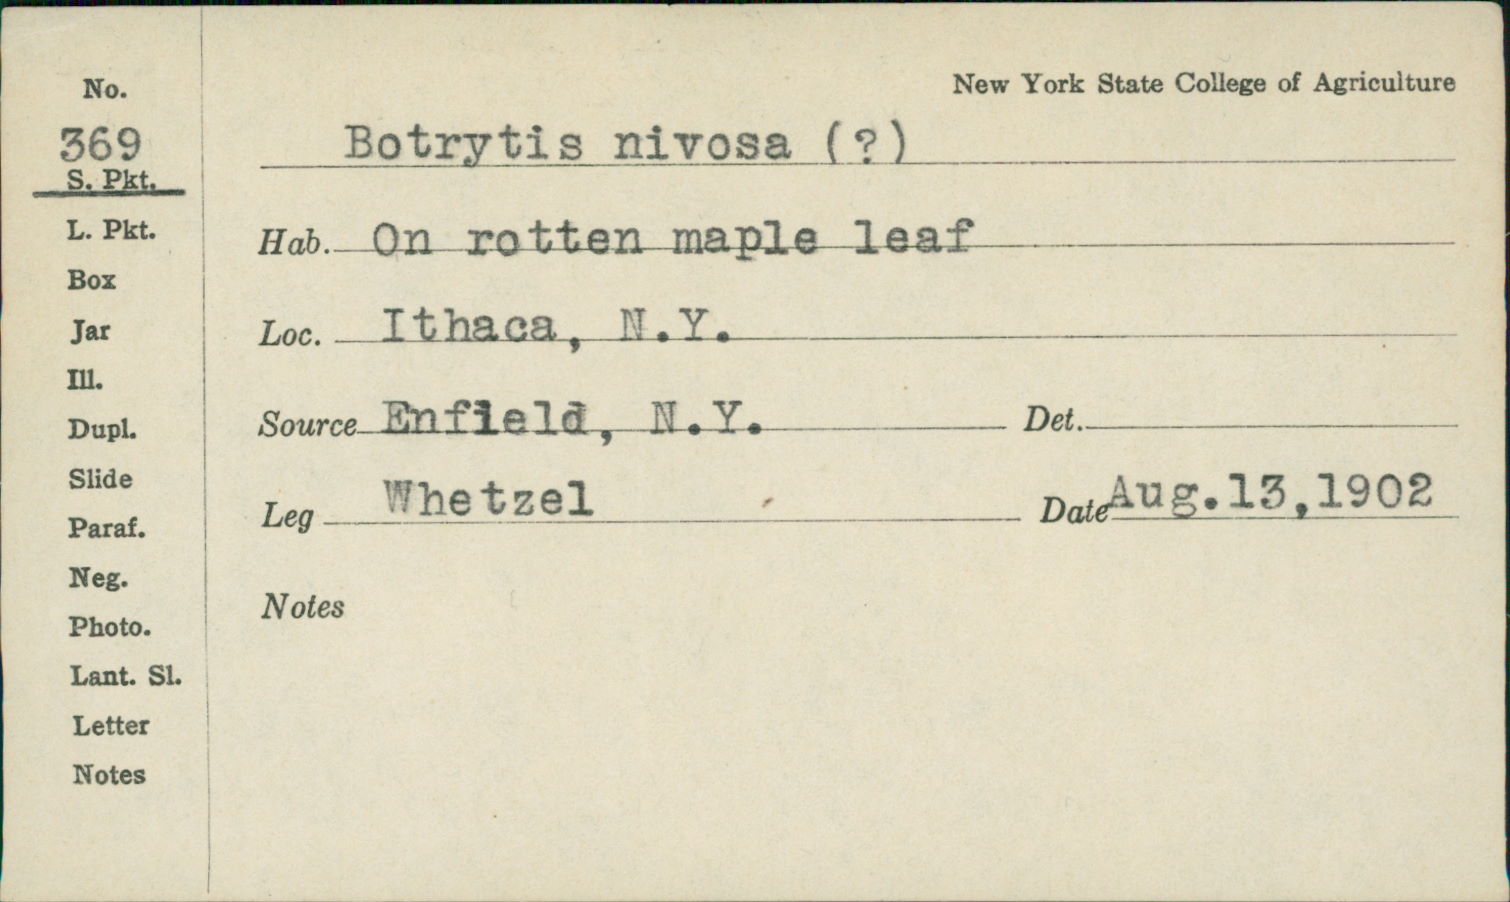 New York State College of Agriculture
No.
369
S. Pkt.
L. Pkt.
Box
Jar
Ill.
Dupl.
Slide
Paraf.
Neg.
Photo.
Lant. Sl.
Letter
Notes
Botrytis nivosa (?)
Hab. On rotten maple leaf
Loc. Ithaca, N.Y.
Source Enfield, N.Y. Det.
Leg Whetzel Date Aug.13,1902
Notes